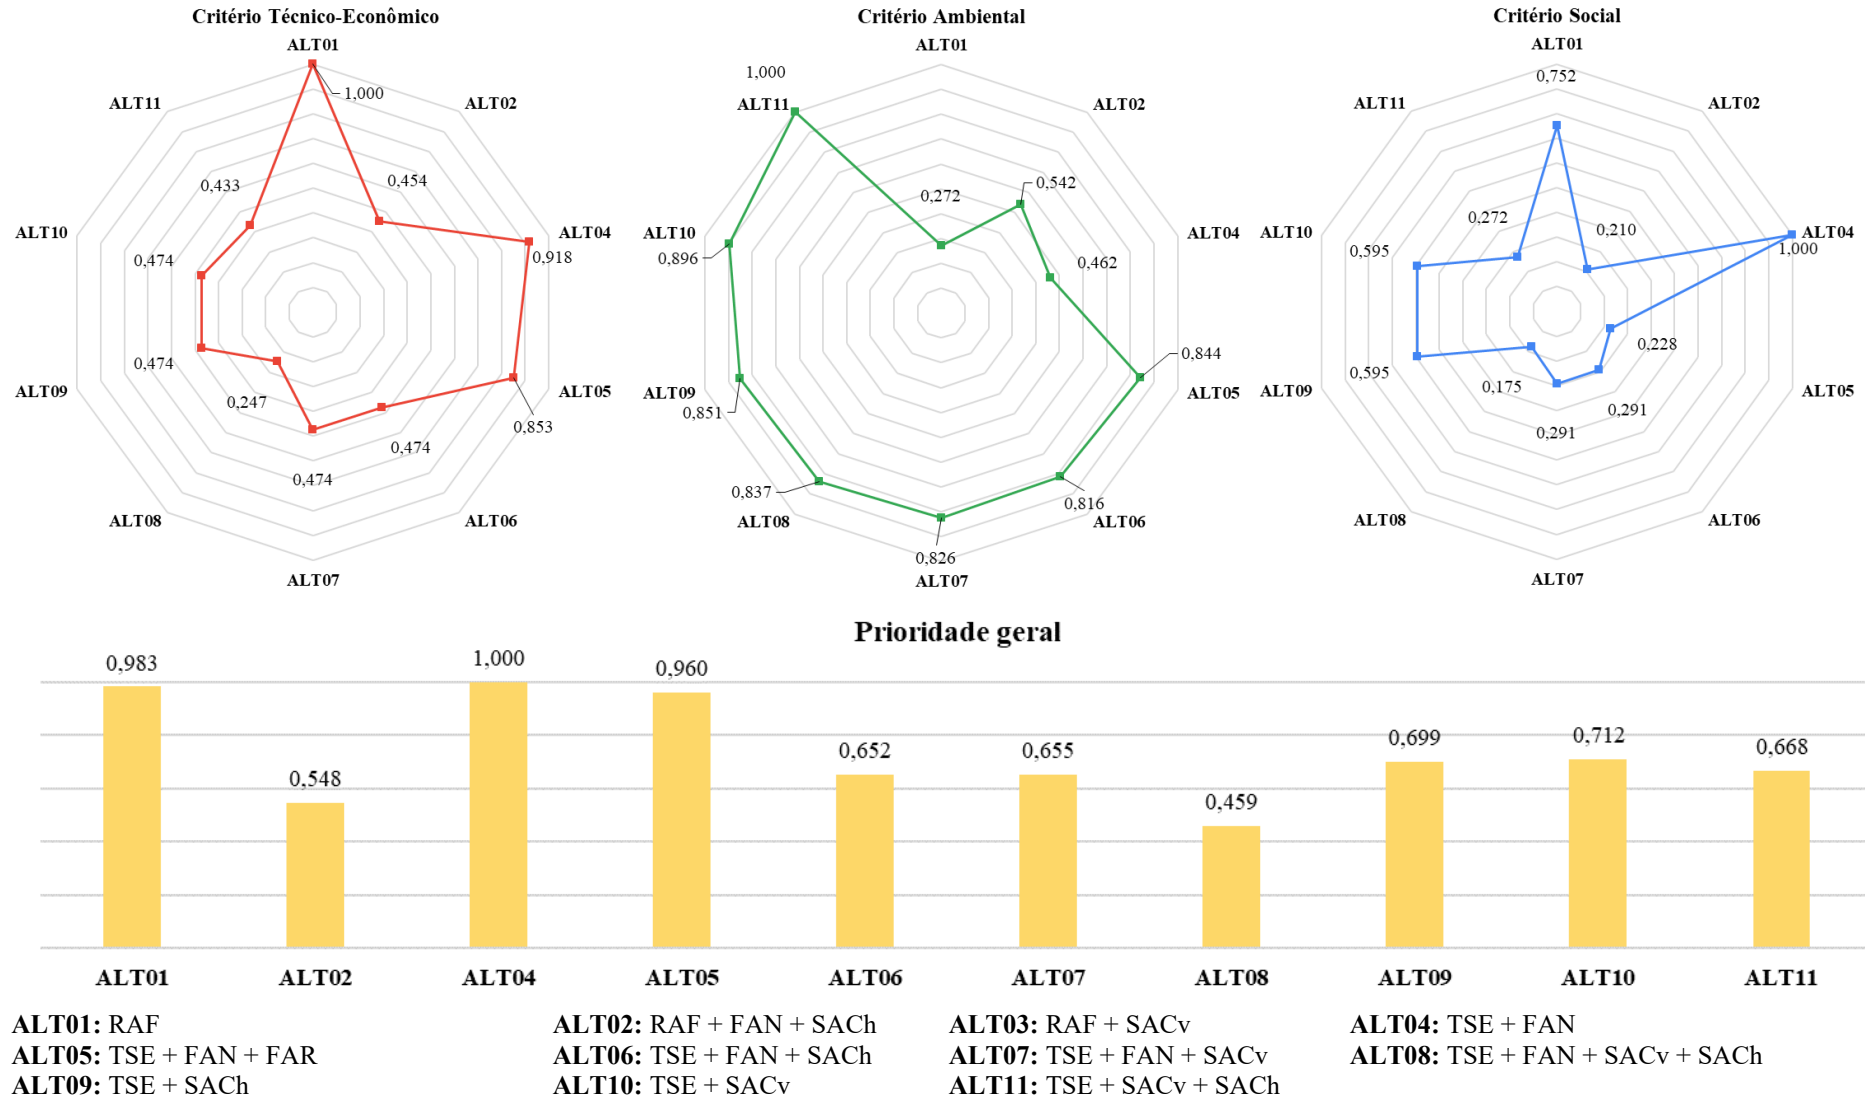 Critério Técnico-Econômico
ALT01
1,000
ALT11
ALT02
0,433
0,454
ALT10
ALT04
0,474
0,918
0,474
ALT09
ALT05
0,247
0,853
0,474
0,474
ALT08
ALT06
ALT07
Critério Ambiental
ALT01
1,000
ALT11
ALT02
0,272
0,542
ALT10
ALT04
0,896
0,462
0,844
ALT09
ALT05
0,851
0,837
0,816
ALT08
ALT06
0,826
ALT07
Critério Social
ALT01
0,752
ALT11
ALT02
0,272
0,210
ALT10
ALT04
0,595
1,000
0,228
0,595
ALT09
ALT05
0,175
0,291
0,291
ALT08
ALT06
ALT07
Prioridade geral
0,983
0,548
1,000
0,960
0,652
0,655
0,459
0,699
0,712
0,668
ALT01 ALT02 ALT04 ALT05 ALT06 ALT07 ALT08 ALT09 ALT10 ALT11
ALT01: RAF ALT02: RAF + FAN + SACh ALT03: RAF + SACv ALT04: TSE + FAN
ALT05: TSE + FAN + FAR ALT06: TSE + FAN + SACh ALT07: TSE + FAN + SACv ALT08: TSE + FAN + SACv + SACh
ALT09: TSE + SACh ALT10: TSE + SACv ALT11: TSE + SACv + SACh